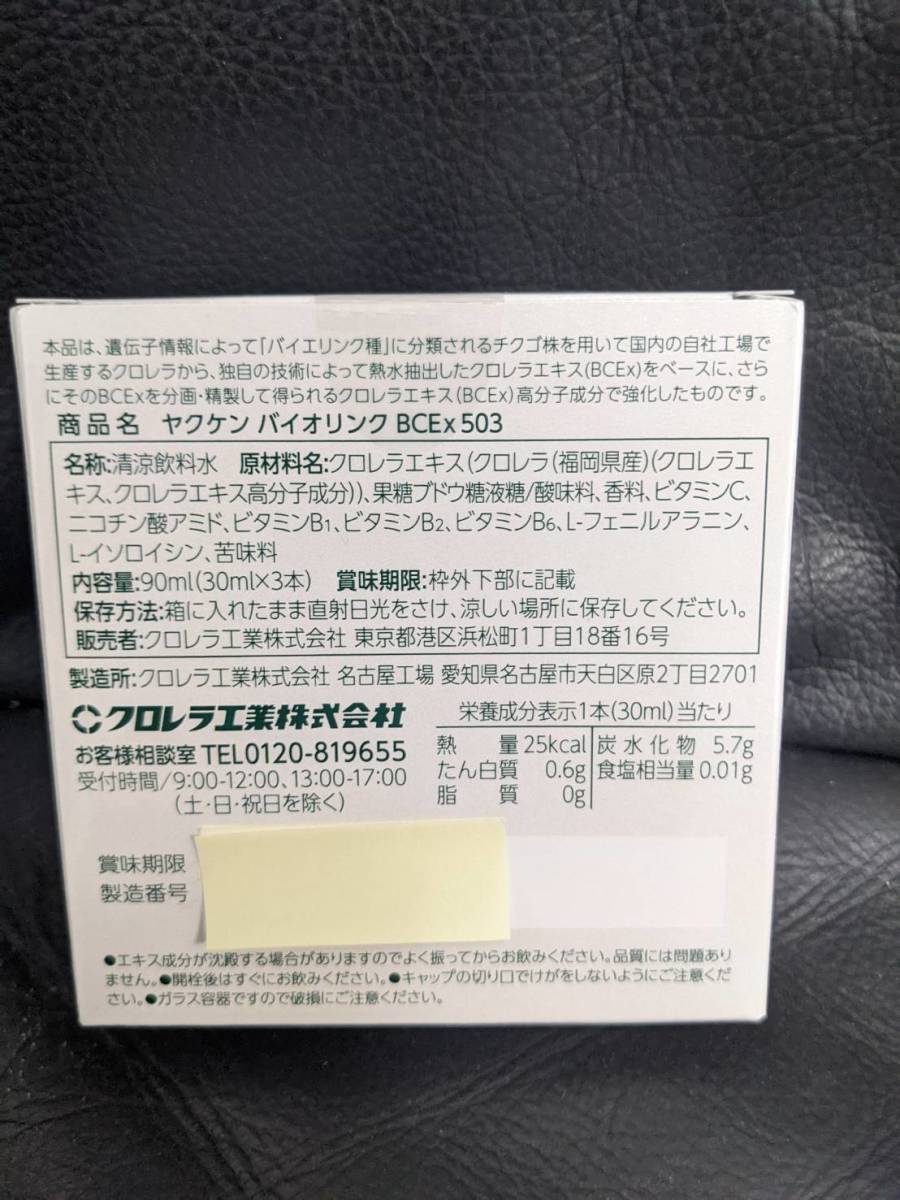 本品は、遺伝子情報によって「パイエリンク種」に分類されるチクゴ株を用いて国内の自社工場で
生産するクロレラから、独自の技術によって熱水抽出したクロレラエキス(BCEx)をベースに、さら
にそのBCExを分画・精製して得られるクロレラエキス(BCEx)高分子成分で強化したものです。
商品名 ヤクケン バイオリンク BCEx 503
名称:清涼飲料水 原材料名:クロレラエキス(クロレラ(福岡県産)(クロレラエ
キス、クロレラエキス高分子成分))、果糖ブドウ糖液糖/酸味料、香料、ビタミンC、
ニコチン酸アミド、ビタミンB1、ビタミンB2、ビタミンB6、L-フェニルアラニン、
L-イソロイシン、苦味料
内容量:90ml(30ml×3本) 賞味期限:枠外下部に記載
保存方法:箱に入れたまま直射日光をさけ、涼しい場所に保存してください。
販売者:クロレラ工業株式会社 東京都港区浜松町1丁目18番16号
製造所:クロレラ工業株式会社 名古屋工場 愛知県名古屋市天白区原2丁目2701
クロレラ工業株式会社
お客様相談室 TEL0120-819655
受付時間/9:00-12:00、13:00-17:00
(土・日・祝日を除く)
栄養成分表示1本(30ml)当たり
熱量 25kcal 炭水化物 5.7g
たん白質 0.6g 食塩相当量 0.01g
脂質 0g
賞味期限
製造番号
●エキス成分が沈殿する場合がありますのでよく振ってからお飲みください。品質には問題あり
ません。●開栓後はすぐにお飲みください。●キャップの切り口でけがをしないようにご注意くだ
さい。●ガラス容器ですので破損にご注意ください。